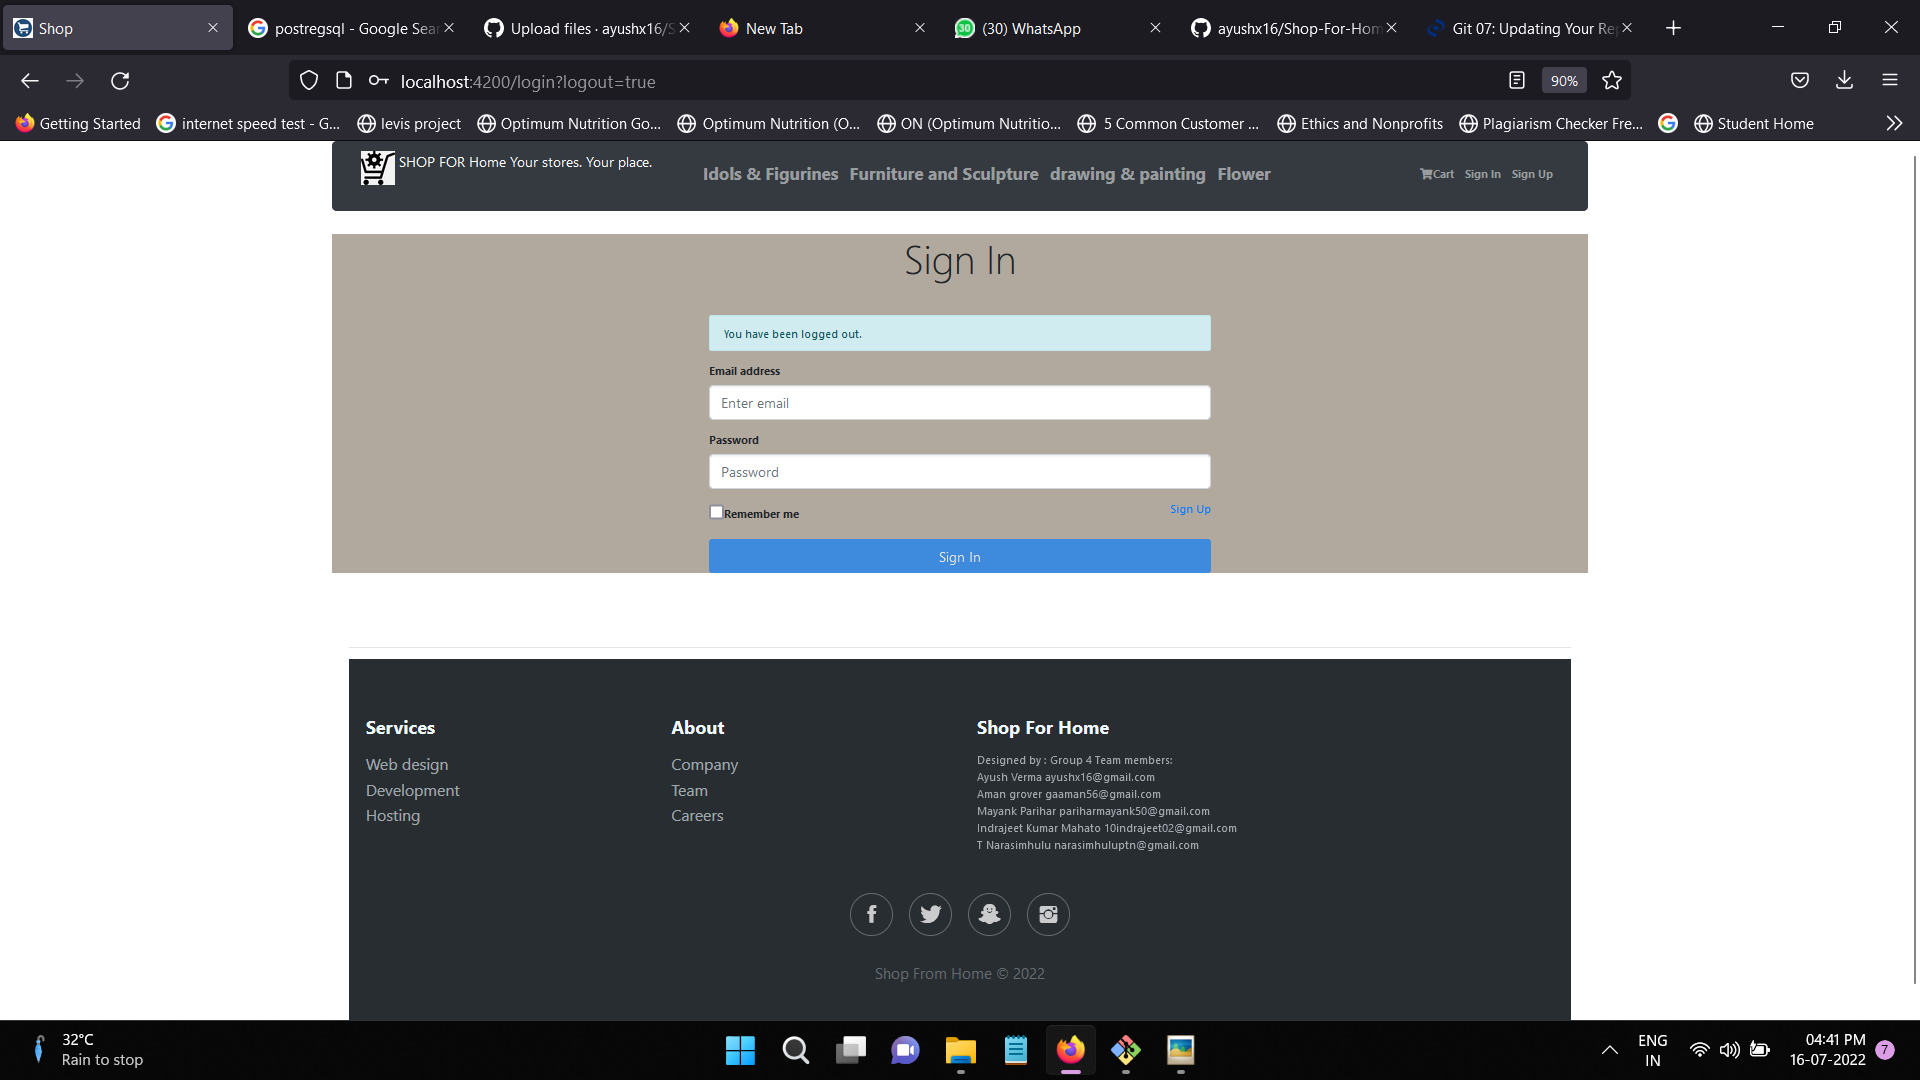 Shop
postregsql - Google Sear
Upload files · ayushx16/S
New Tab
(30) WhatsApp
ayushx16/Shop-For-Hom
Git 07: Updating Your Rep
localhost:4200/login?logout=true
90%
Getting Started
internet speed test - G...
levis project
Optimum Nutrition Go...
Optimum Nutrition (O...
ON (Optimum Nutritio...
5 Common Customer ...
Ethics and Nonprofits
Plagiarism Checker Fre...
Student Home
SHOP FOR Home Your stores. Your place.
Idols & Figurines Furniture and Sculpture drawing & painting Flower
Cart Sign In Sign Up
Sign In
You have been logged out.
Email address
Enter email
Password
Password
Remember me
Sign Up
Sign In
Services
Web design
Development
Hosting
About
Company
Team
Careers
Shop For Home
Designed by : Group 4 Team members:
Ayush Verma ayushx16@gmail.com
Aman grover gaaman56@gmail.com
Mayank Parihar pariharmayank50@gmail.com
Indrajeet Kumar Mahato 10indrajeet02@gmail.com
T Narasimhulu narasimhuluptn@gmail.com
Shop From Home © 2022
32°C
Rain to stop
ENG
IN
04:41 PM
16-07-2022
7